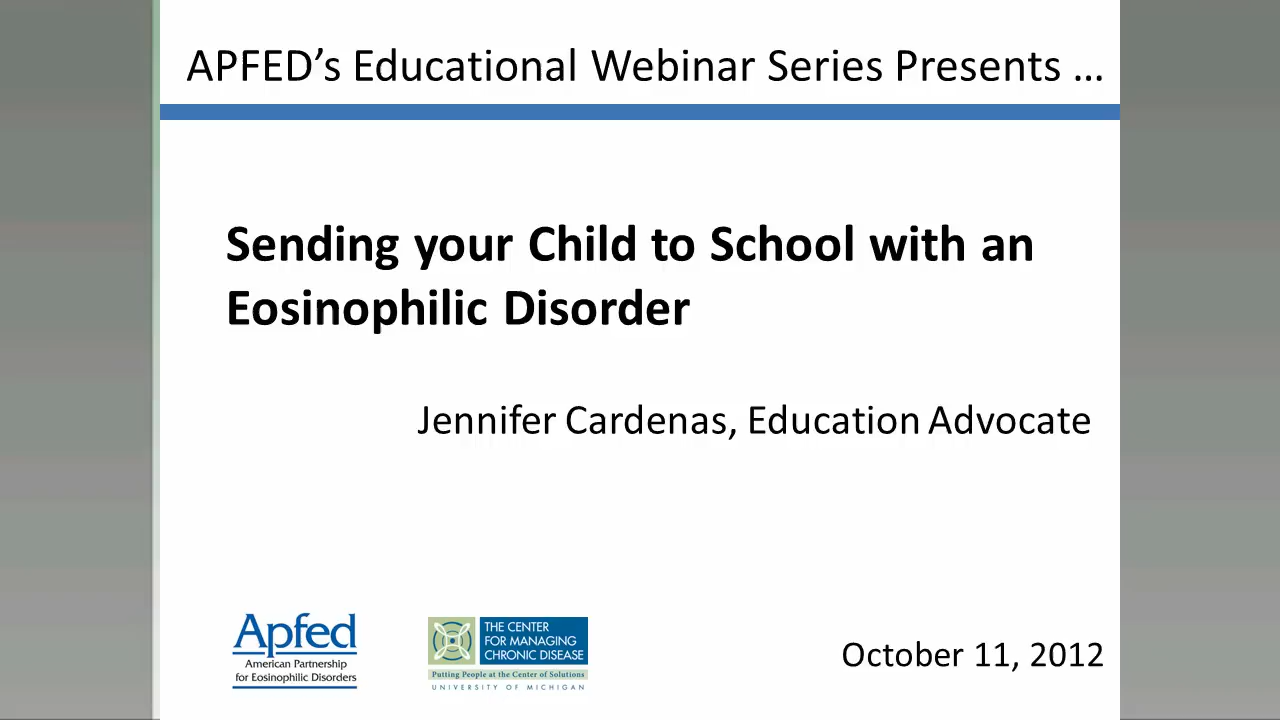 APFED’s Educational Webinar Series Presents …
Sending your Child to School with an
Eosinophilic Disorder
Jennifer Cardenas, Education Advocate
Apfed
American Partnership
for Eosinophilic Disorders
THE CENTER
FOR MANAGING
CHRONIC DISEASE
Putting People at the Center of Solutions
UNIVERSITY OF MICHIGAN
October 11, 2012